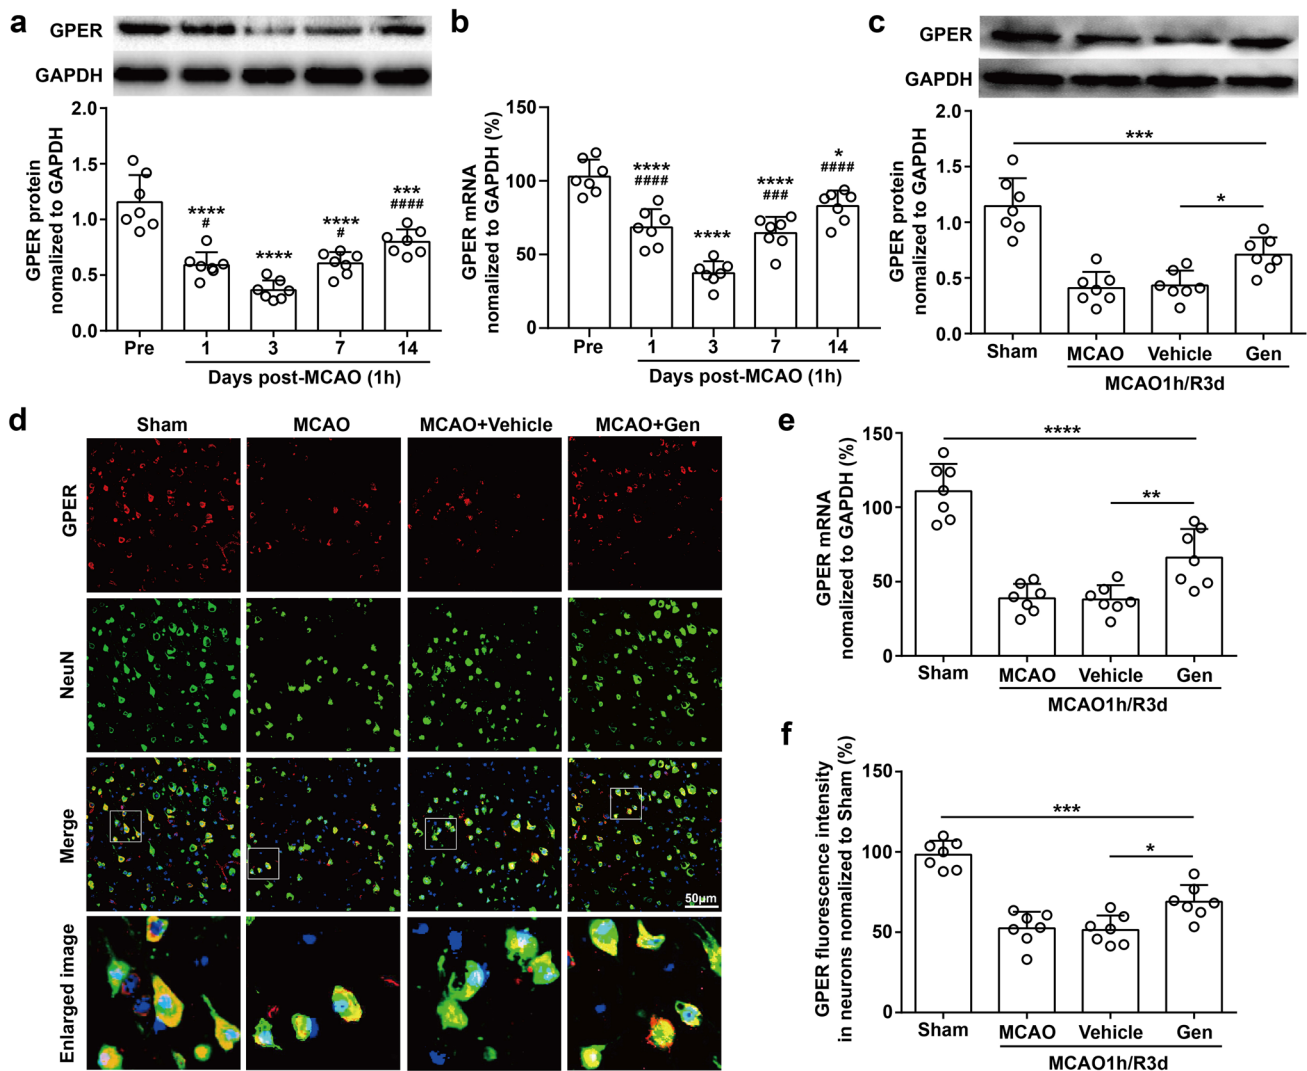 a
GPER
GAPDH
GPER protein
nomalized to GAPDH
2.0
1.5
1.0
0.5
0.0
****
#
****
****
#
***
####
Pre
1
3
7
14
Days post-MCAO (1h)
b
GPER mRNA
nomalized to GAPDH (%)
150
100
50
0
****
####
****
****
###
*
####
Pre
1
3
7
14
Days post-MCAO (1h)
c
GPER
GAPDH
GPER protein
nomalized to GAPDH
2.0
1.5
1.0
0.5
0.0
***
*
Sham
MCAO
Vehicle
Gen
MCAO1h/R3d
d
Sham
MCAO
MCAO+Vehicle
MCAO+Gen
GPER
NeuN
Merge
Enlarged image
50μm
e
GPER mRNA
nomalized to GAPDH (%)
150
100
50
0
****
**
Sham
MCAO
Vehicle
Gen
MCAO1h/R3d
f
GPER fluorescence intensity
in neurons nomalized to Sham (%)
150
100
50
0
***
*
Sham
MCAO
Vehicle
Gen
MCAO1h/R3d